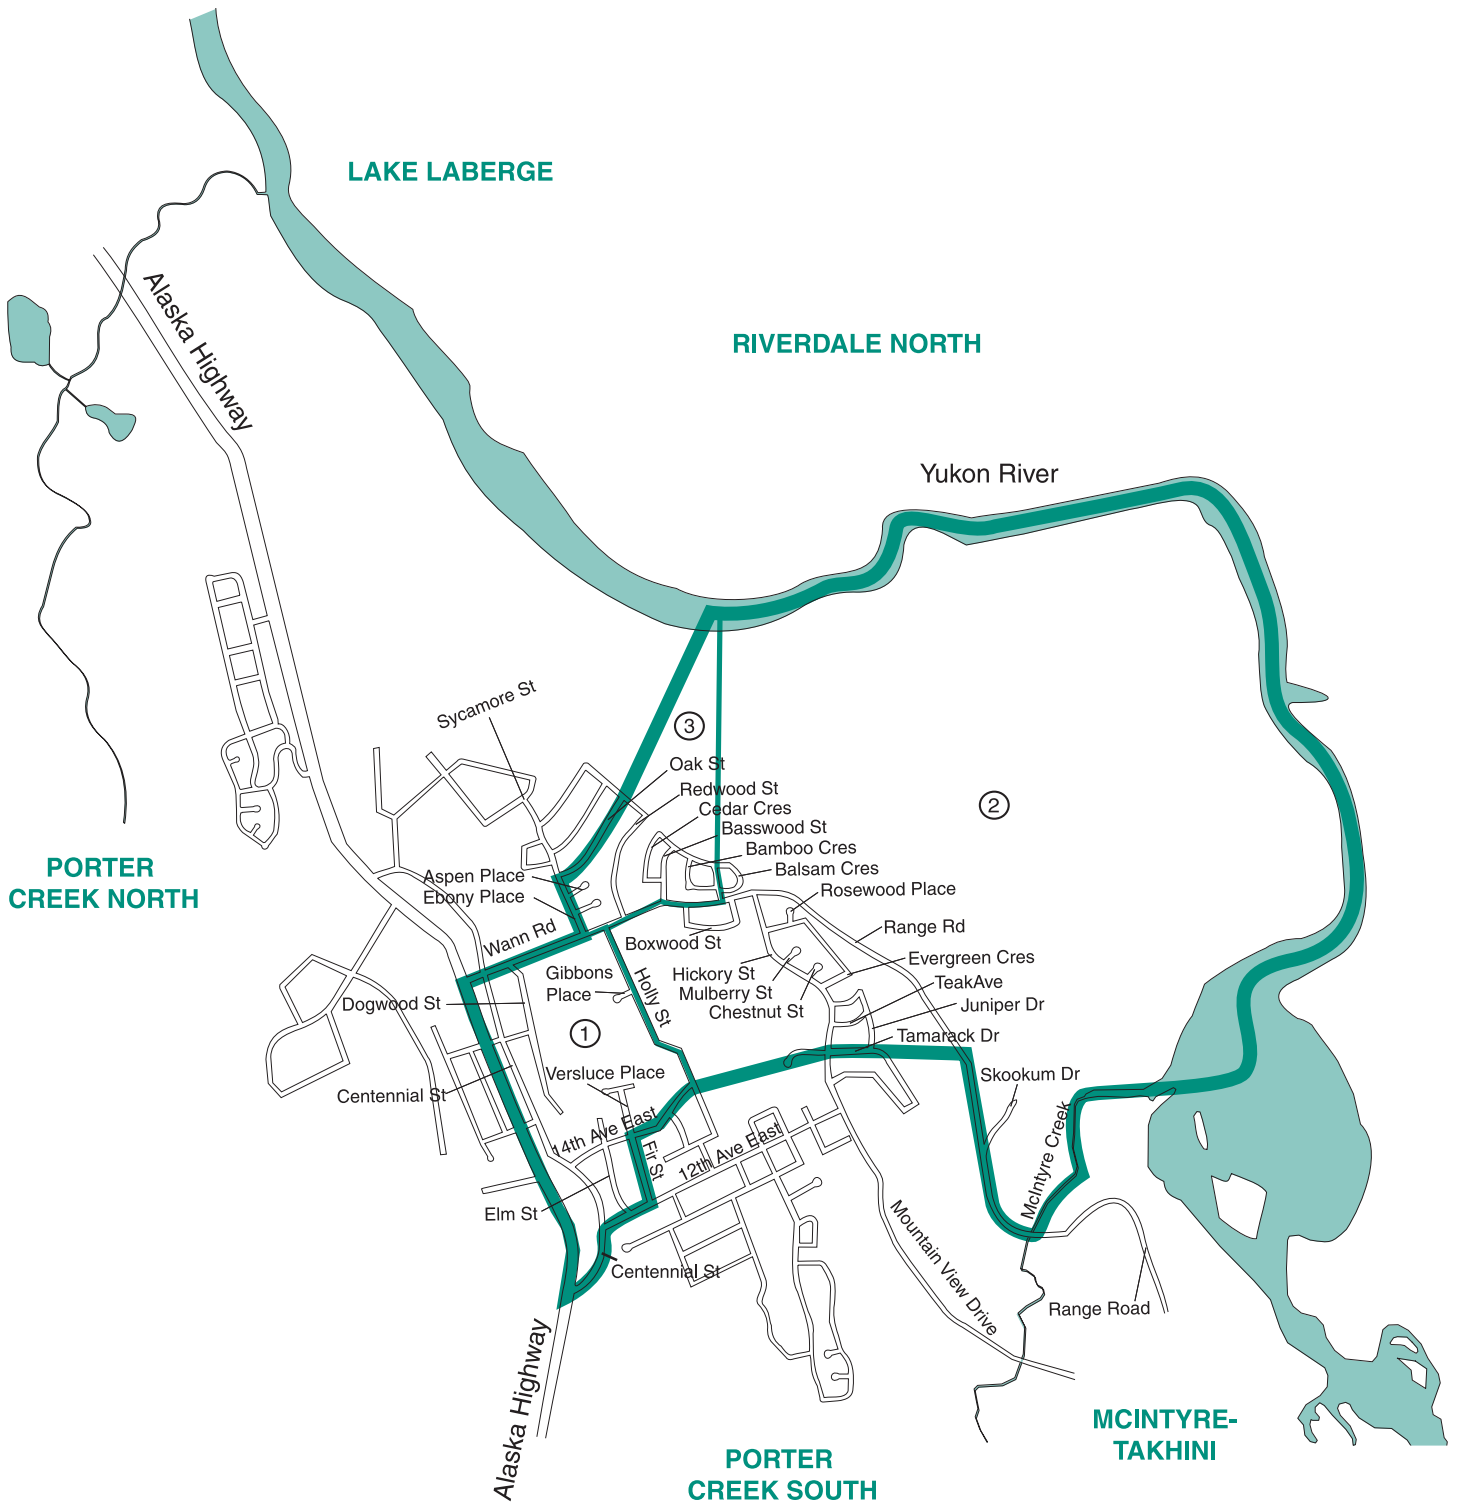 LAKE LABERGE
Alaska Highway
RIVERDALE NORTH
Yukon River
Sycamore St
3
Oak St
Redwood St
Cedar Cres
2
Basswood St
Bamboo Cres
PORTER
CREEK NORTH
Balsam Cres
Aspen Place
Ebony Place
Rosewood Place
Wann Rd
Range Rd
Boxwood St
Evergreen Cres
Gibbons
Place
Holly St
Hickory St
Mulberry St
Chestnut St
TeakAve
Dogwood St
Juniper Dr
1
Tamarack Dr
Versluce Place
Skookum Dr
Centennial St
14th Ave East
Fir St
12th Ave East
McIntyre Creek
Elm St
Mountain View Drive
Centennial St
Range Road
Alaska Highway
MCINTYRE-
TAKHINI
PORTER
CREEK SOUTH